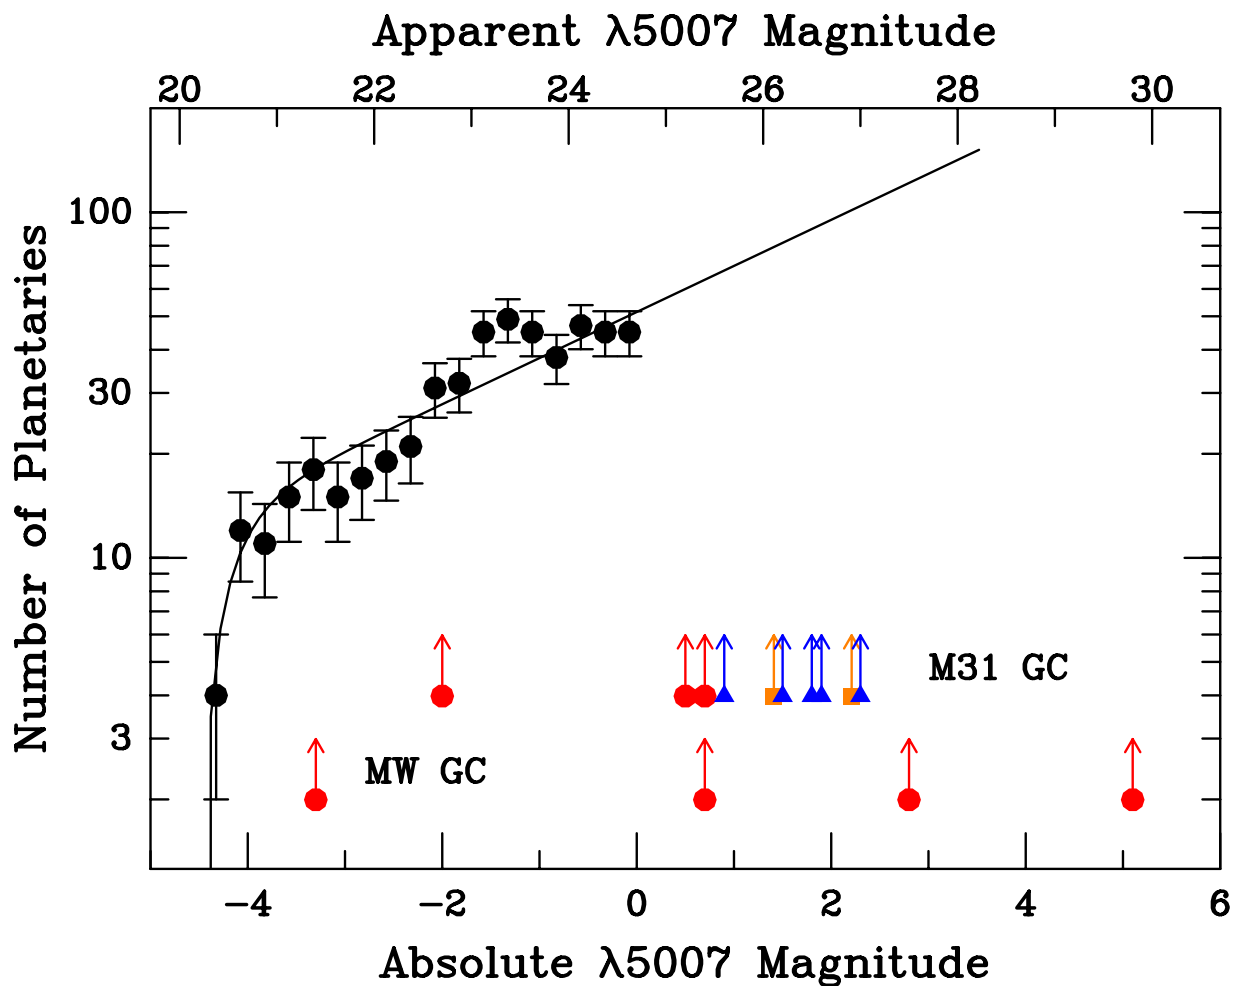 Apparent λ5007 Magnitude
20 22 24 26 28 30
Number of Planetaries
100
30
10
3
M31 GC
MW GC
−4 −2 0 2 4 6
Absolute λ5007 Magnitude